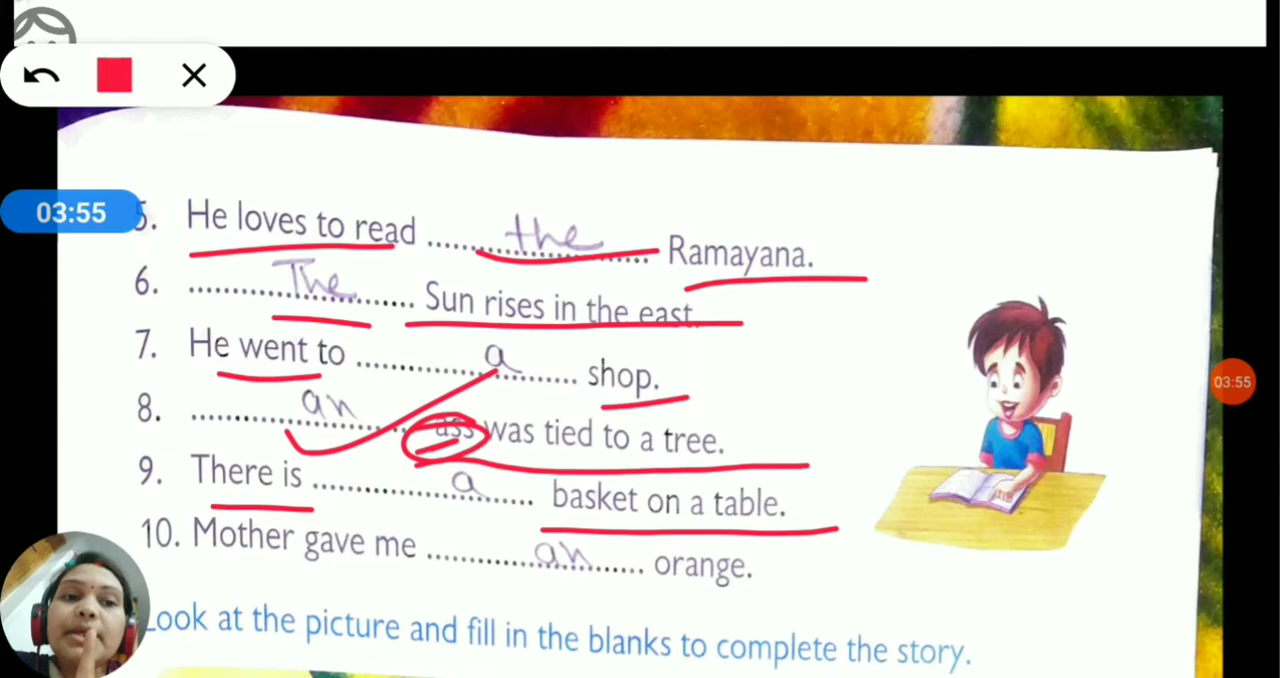 03:55
5. He loves to read .......the....... Ramayana.
6. .......The....... Sun rises in the east.
7. He went to .......a....... shop.
03:55
8. .......an....... ass was tied to a tree.
9. There is .......a....... basket on a table.
10. Mother gave me .......an....... orange.
Look at the picture and fill in the blanks to complete the story.